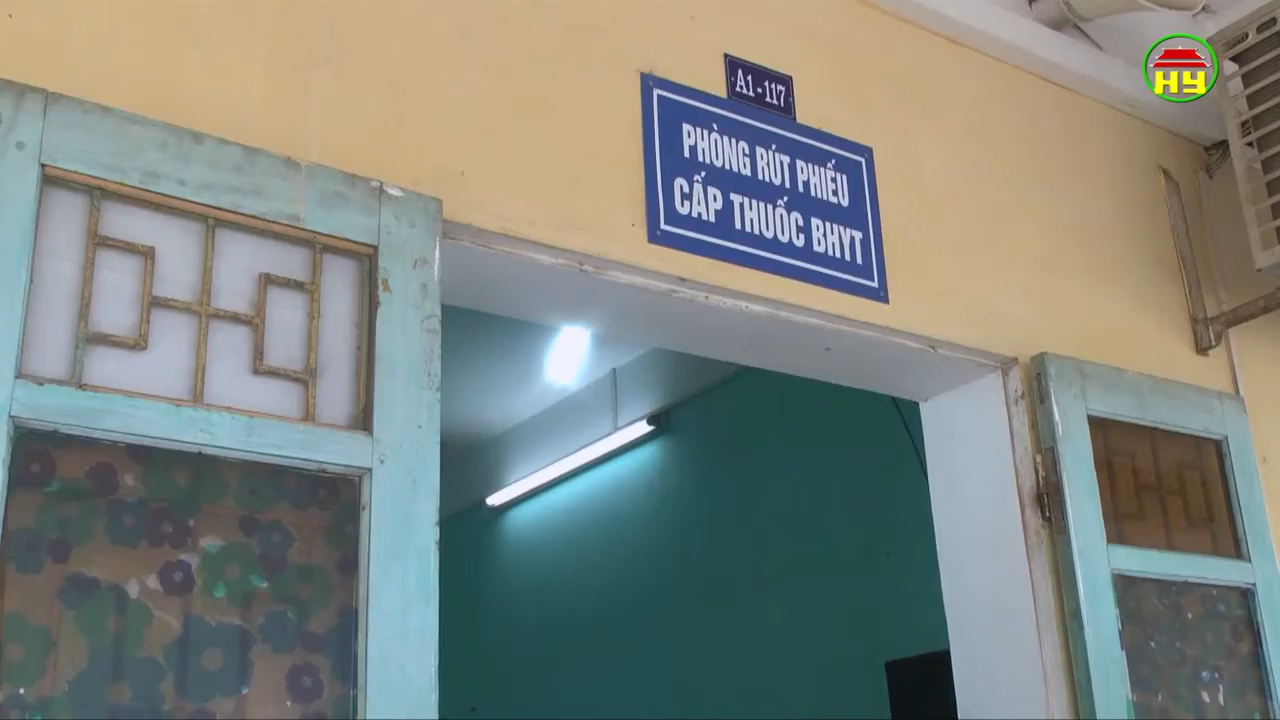 HY
A1-117
PHÒNG RÚT PHIẾU
CẤP THUỐC BHYT